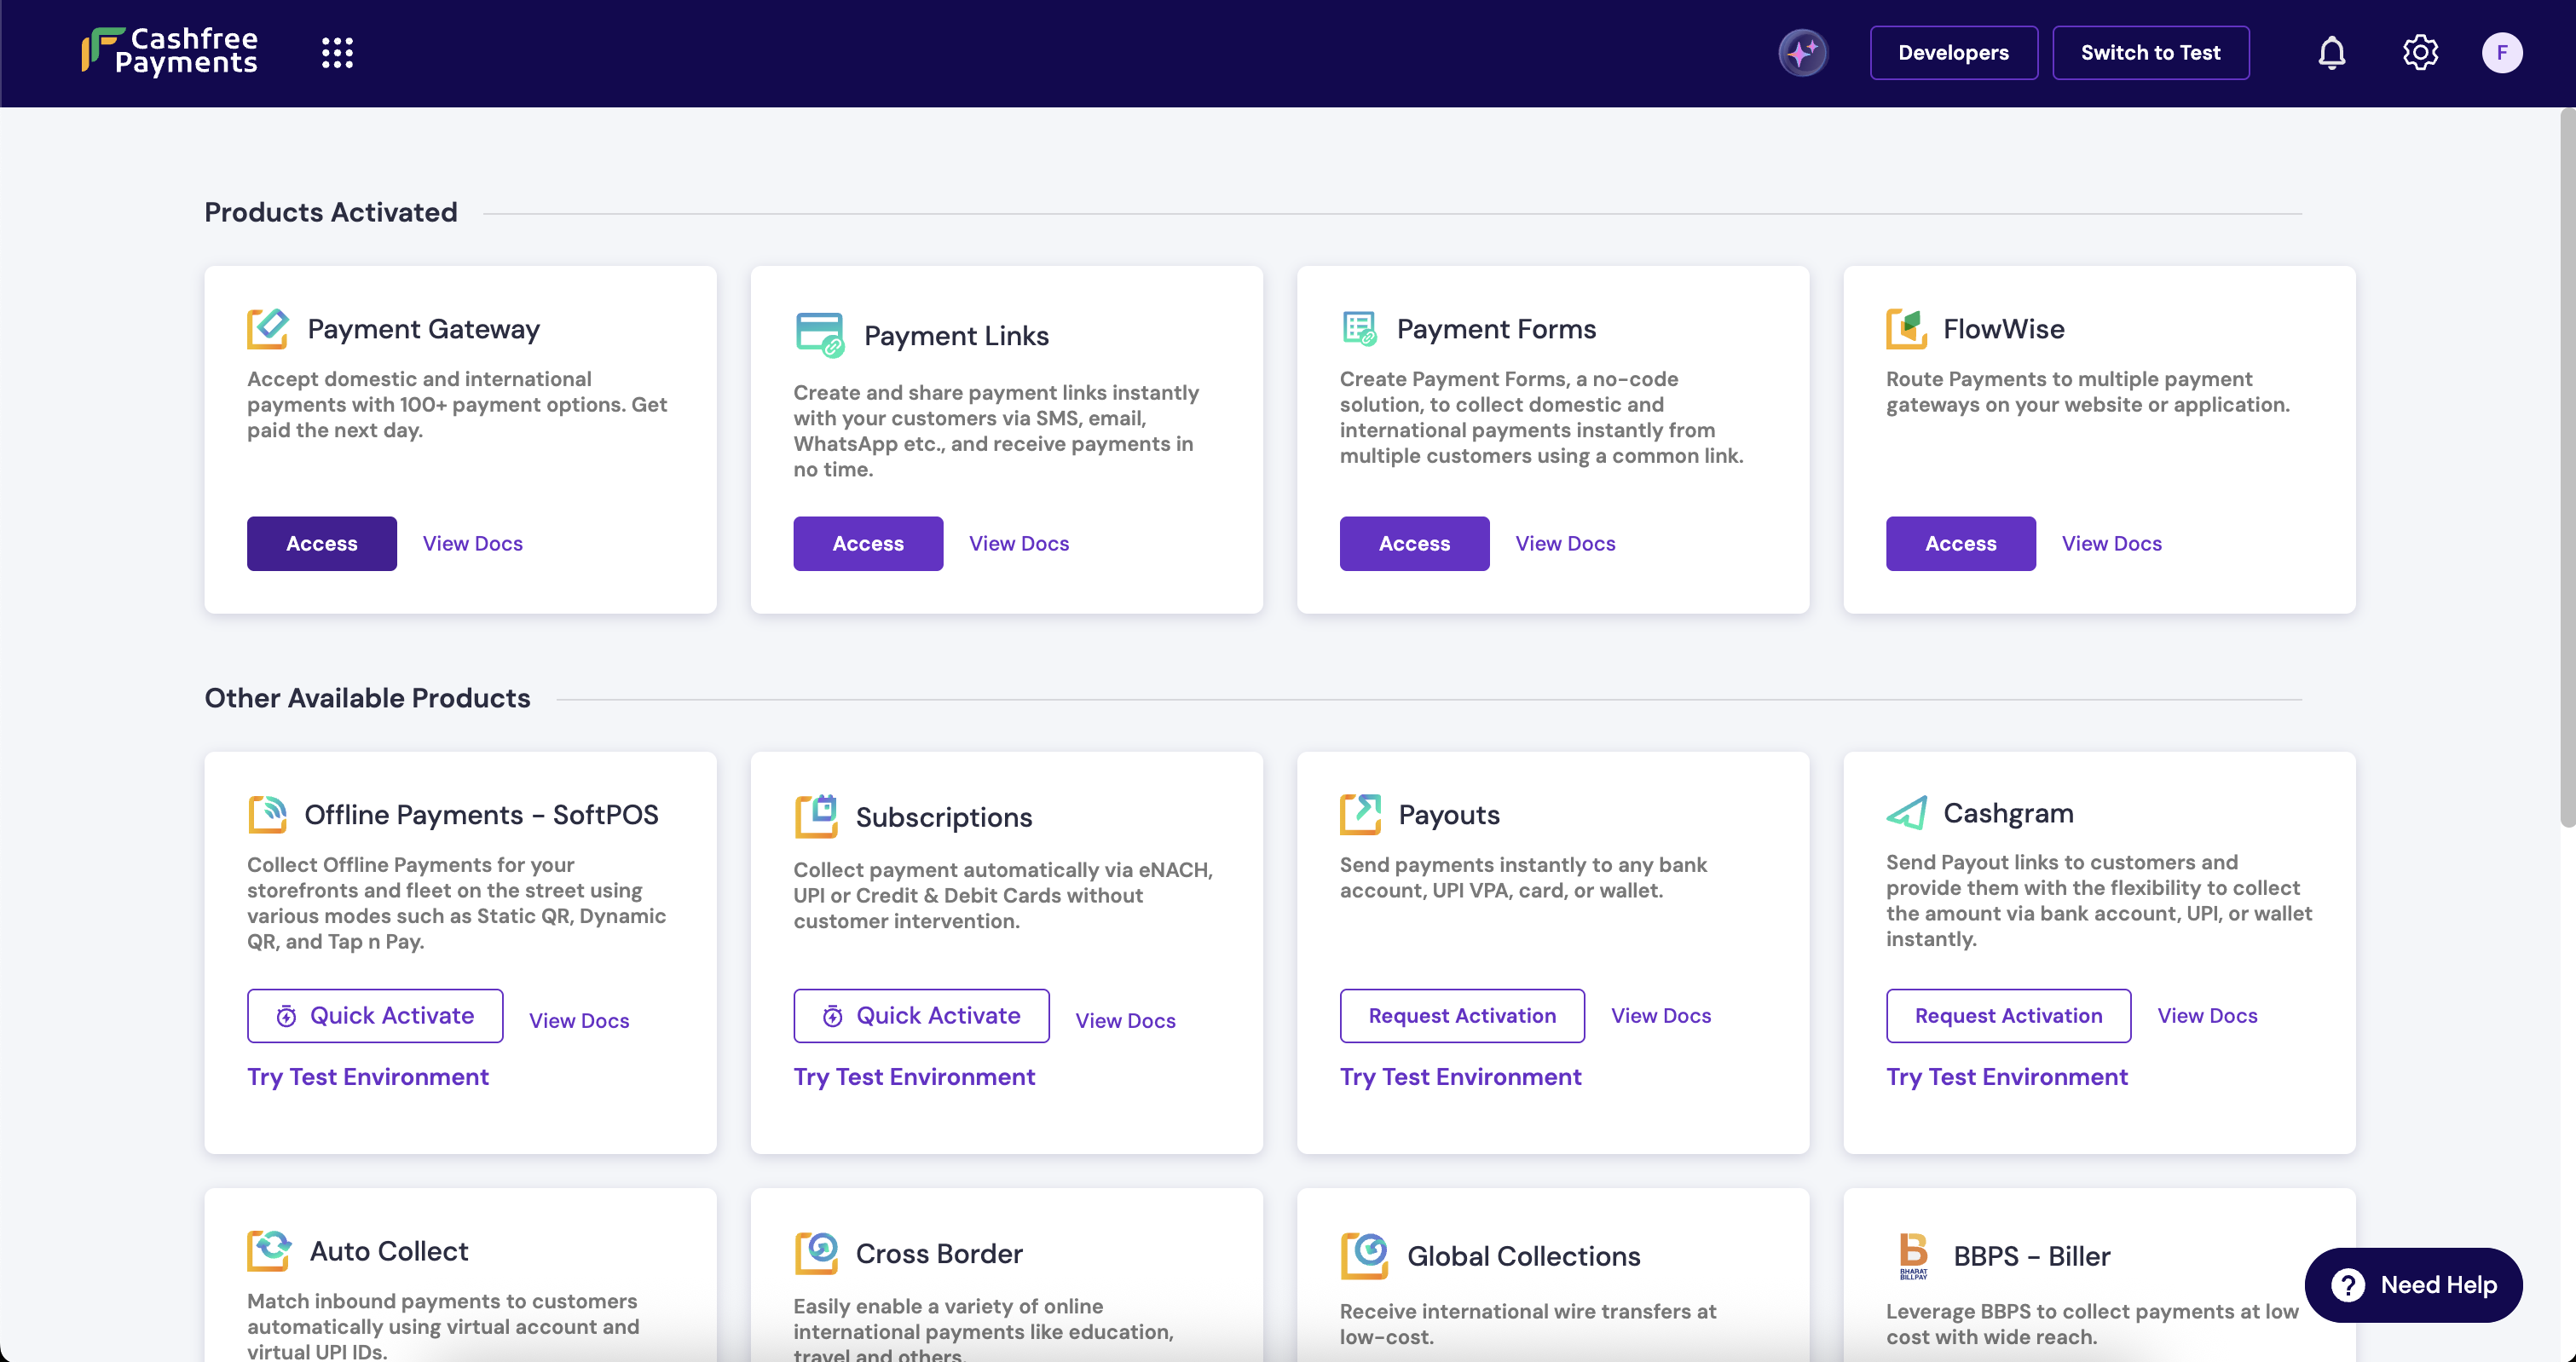 Cashfree
Payments
Developers
Switch to Test
F
Products Activated
Payment Gateway
Accept domestic and international
payments with 100+ payment options. Get
paid the next day.
Access
View Docs
Payment Links
Create and share payment links instantly
with your customers via SMS, email,
WhatsApp etc., and receive payments in
no time.
Access
View Docs
Payment Forms
Create Payment Forms, a no-code
solution, to collect domestic and
international payments instantly from
multiple customers using a common link.
Access
View Docs
FlowWise
Route Payments to multiple payment
gateways on your website or application.
Access
View Docs
Other Available Products
Offline Payments - SoftPOS
Collect Offline Payments for your
storefronts and fleet on the street using
various modes such as Static QR, Dynamic
QR, and Tap n Pay.
Quick Activate
View Docs
Try Test Environment
Subscriptions
Collect payment automatically via eNACH,
UPI or Credit & Debit Cards without
customer intervention.
Quick Activate
View Docs
Try Test Environment
Payouts
Send payments instantly to any bank
account, UPI VPA, card, or wallet.
Request Activation
View Docs
Try Test Environment
Cashgram
Send Payout links to customers and
provide them with the flexibility to collect
the amount via bank account, UPI, or wallet
instantly.
Request Activation
View Docs
Try Test Environment
Auto Collect
Match inbound payments to customers
automatically using virtual account and
virtual UPI IDs.
Cross Border
Easily enable a variety of online
international payments like education,
travel and others.
Global Collections
Receive international wire transfers at
low-cost.
BHARAT
BILLPAY
BBPS - Biller
Leverage BBPS to collect payments at low
cost with wide reach.
? Need Help